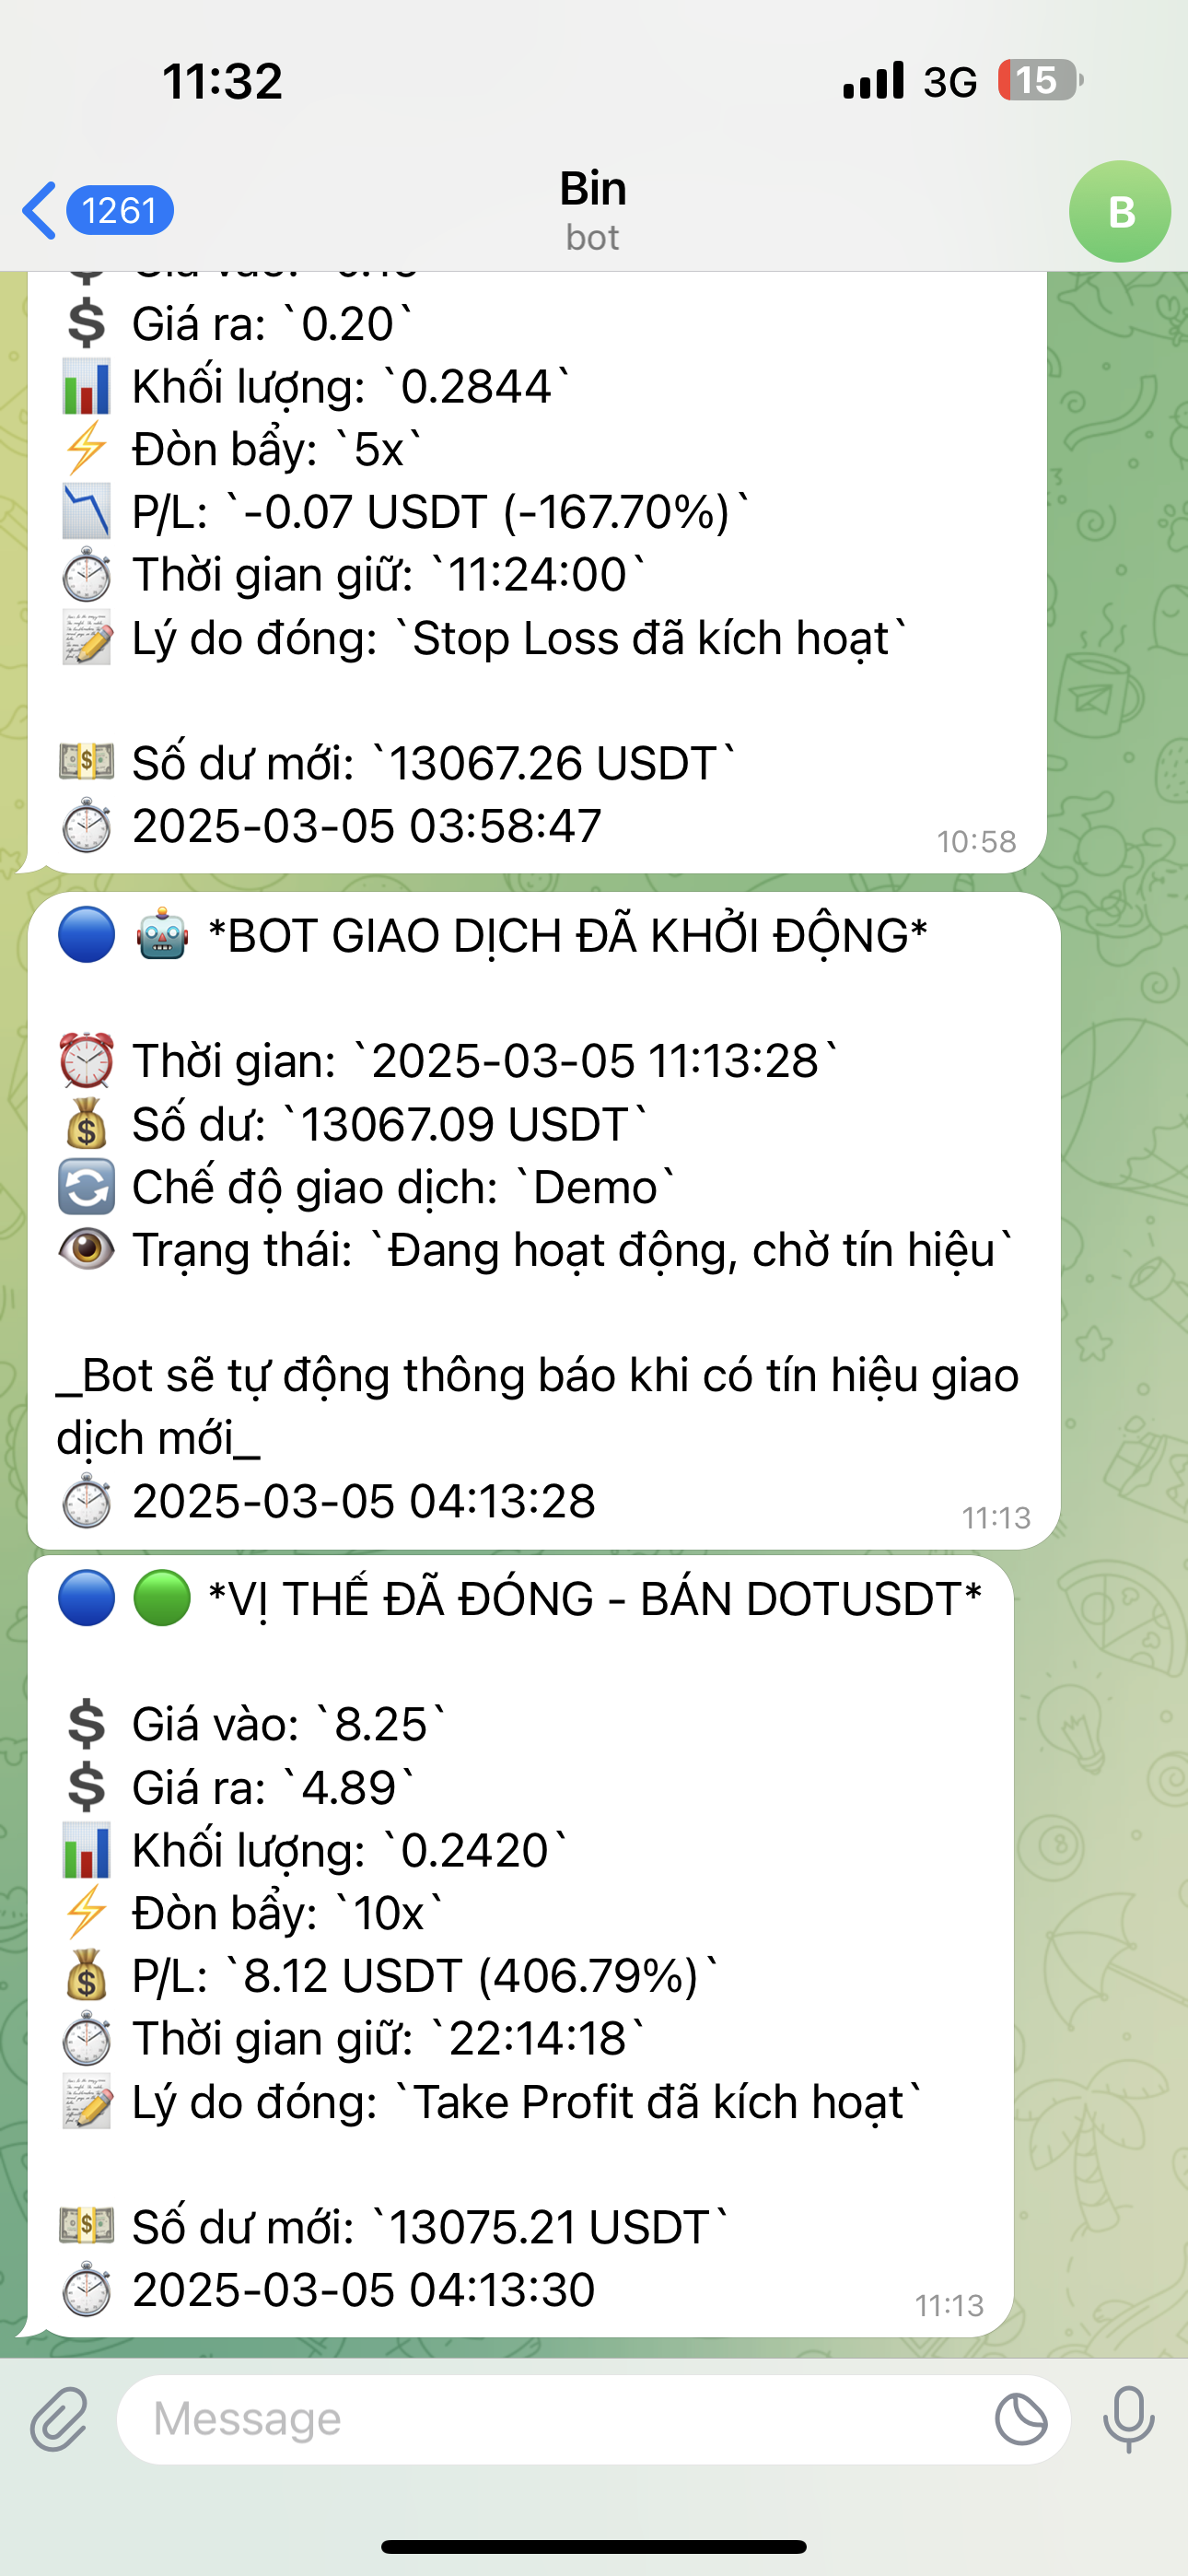 11:32
3G
15
1261
Bin
bot
B
Giá ra: `0.20`
Khối lượng: `0.2844`
Đòn bẩy: `5x`
P/L: `-0.07 USDT (-167.70%)`
Thời gian giữ: `11:24:00`
Lý do đóng: `Stop Loss đã kích hoạt`
Số dư mới: `13067.26 USDT`
2025-03-05 03:58:47
10:58
*BOT GIAO DỊCH ĐÃ KHỞI ĐỘNG*
Thời gian: `2025-03-05 11:13:28`
Số dư: `13067.09 USDT`
Chế độ giao dịch: `Demo`
Trạng thái: `Đang hoạt động, chờ tín hiệu`
_Bot sẽ tự động thông báo khi có tín hiệu giao
dịch mới_
2025-03-05 04:13:28
11:13
*VỊ THẾ ĐÃ ĐÓNG - BÁN DOTUSDT*
Giá vào: `8.25`
Giá ra: `4.89`
Khối lượng: `0.2420`
Đòn bẩy: `10x`
P/L: `8.12 USDT (406.79%)`
Thời gian giữ: `22:14:18`
Lý do đóng: `Take Profit đã kích hoạt`
Số dư mới: `13075.21 USDT`
2025-03-05 04:13:30
11:13
Message